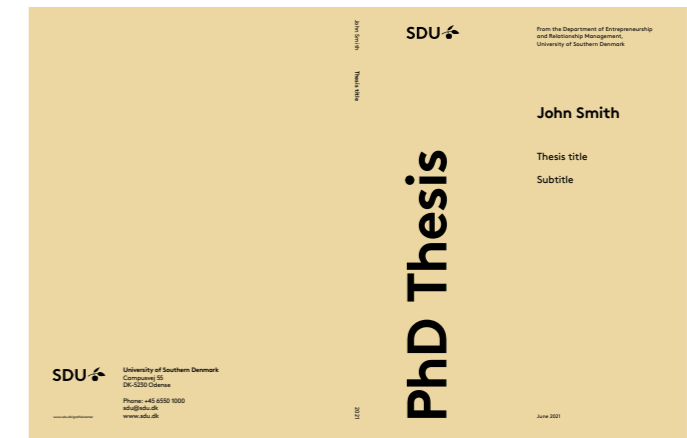 SDU
University of Southern Denmark
Campusvej 55
DK-5230 Odense
Phone: +45 6550 1000
sdu@sdu.dk
www.sdu.dk
John Smith
Thesis title
2021
SDU
PhD Thesis
From the Department of Entrepreneurship
and Relationship Management,
University of Southern Denmark
John Smith
Thesis title
Subtitle
June 2021